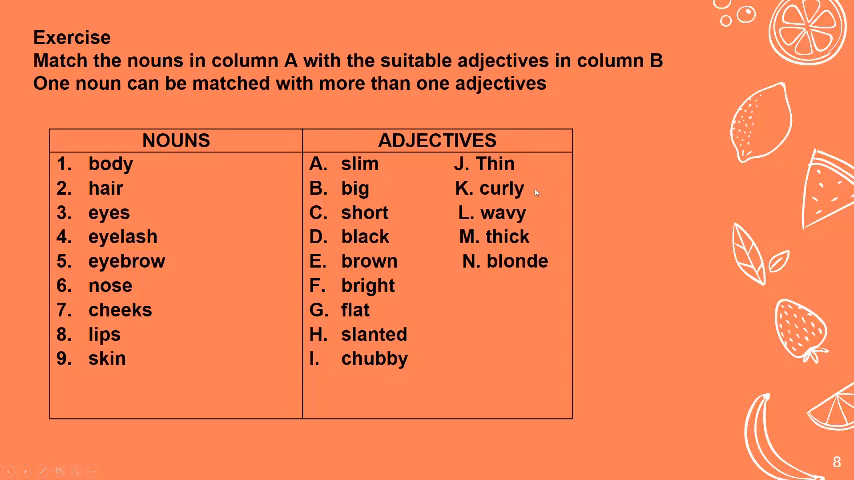 Exercise
Match the nouns in column A with the suitable adjectives in column B
One noun can be matched with more than one adjectives
NOUNS
1. body
2. hair
3. eyes
4. eyelash
5. eyebrow
6. nose
7. cheeks
8. lips
9. skin
ADJECTIVES
A. slim J. Thin
B. big K. curly
C. short L. wavy
D. black M. thick
E. brown N. blonde
F. bright
G. flat
H. slanted
I. chubby
8